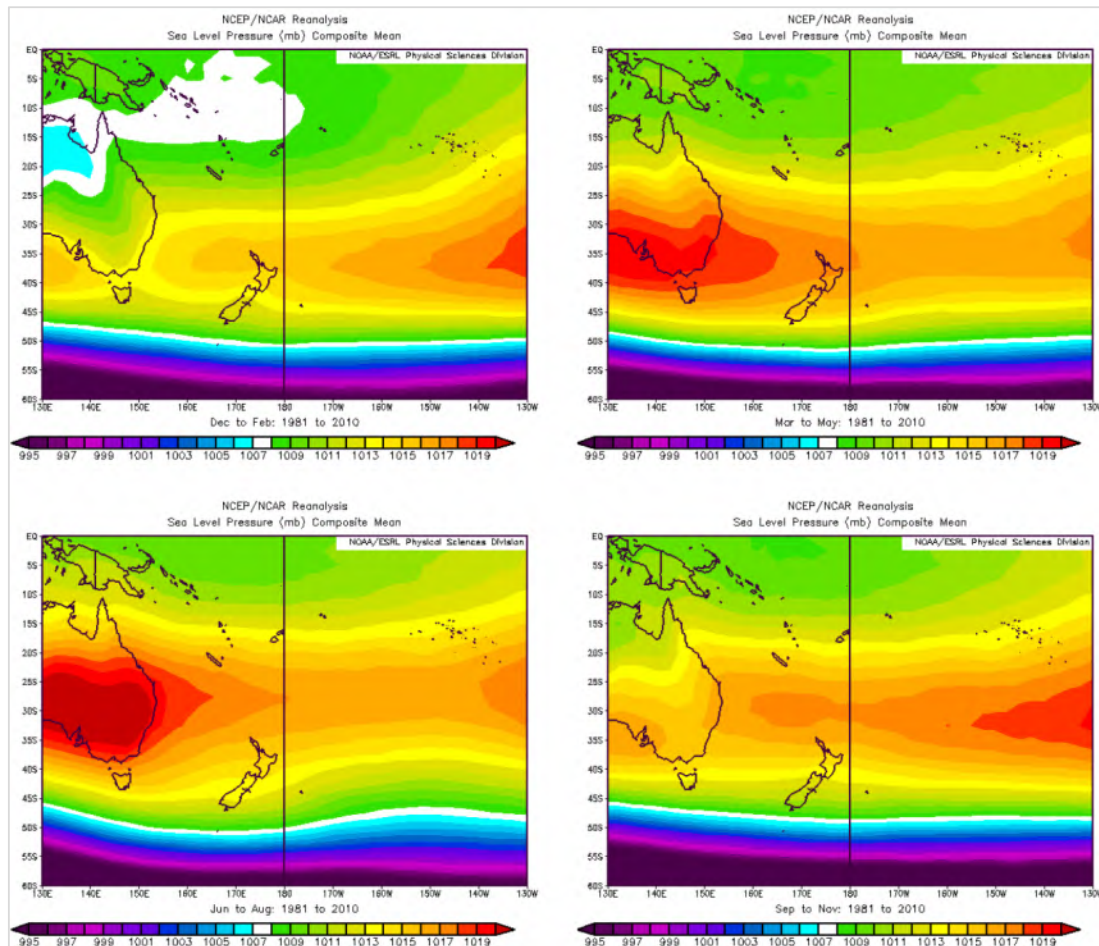 NCEP/NCAR Reanalysis
Sea Level Pressure (mb) Composite Mean
NOAA/ESRL Physical Sciences Division
EQ
5S
10S
15S
20S
25S
30S
35S
40S
45S
50S
55S
60S
130E 140E 150E 160E 170E 180 170W 160W 150W 140W 130W
Dec to Feb: 1981 to 2010
995 997 999 1001 1003 1005 1007 1009 1011 1013 1015 1017 1019
NCEP/NCAR Reanalysis
Sea Level Pressure (mb) Composite Mean
NOAA/ESRL Physical Sciences Division
EQ
5S
10S
15S
20S
25S
30S
35S
40S
45S
50S
55S
60S
130E 140E 150E 160E 170E 180 170W 160W 150W 140W 130W
Mar to May: 1981 to 2010
995 997 999 1001 1003 1005 1007 1009 1011 1013 1015 1017 1019
NCEP/NCAR Reanalysis
Sea Level Pressure (mb) Composite Mean
NOAA/ESRL Physical Sciences Division
EQ
5S
10S
15S
20S
25S
30S
35S
40S
45S
50S
55S
60S
130E 140E 150E 160E 170E 180 170W 160W 150W 140W 130W
Jun to Aug: 1981 to 2010
995 997 999 1001 1003 1005 1007 1009 1011 1013 1015 1017 1019
NCEP/NCAR Reanalysis
Sea Level Pressure (mb) Composite Mean
NOAA/ESRL Physical Sciences Division
EQ
5S
10S
15S
20S
25S
30S
35S
40S
45S
50S
55S
60S
130E 140E 150E 160E 170E 180 170W 160W 150W 140W 130W
Sep to Nov: 1981 to 2010
995 997 999 1001 1003 1005 1007 1009 1011 1013 1015 1017 1019